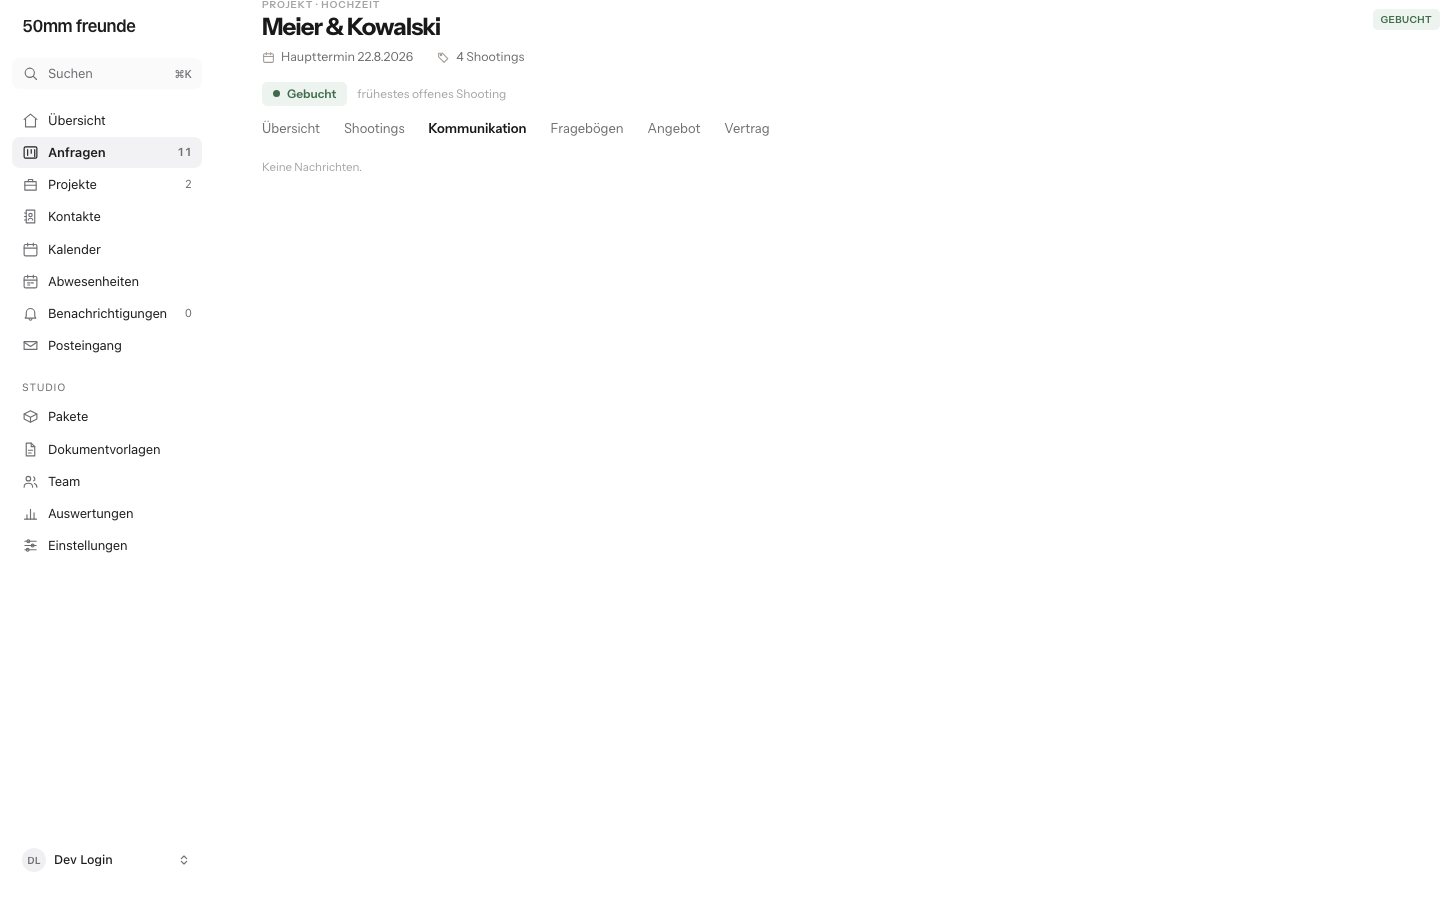 50mm freunde
Suchen ⌘K
Übersicht
Anfragen 11
Projekte 2
Kontakte
Kalender
Abwesenheiten
Benachrichtigungen 0
Posteingang
STUDIO
Pakete
Dokumentvorlagen
Team
Auswertungen
Einstellungen
DL Dev Login
PROJEKT · HOCHZEIT
Meier & Kowalski
GEBUCHT
Haupttermin 22.8.2026 4 Shootings
Gebucht frühestes offenes Shooting
Übersicht Shootings Kommunikation Fragebögen Angebot Vertrag
Keine Nachrichten.